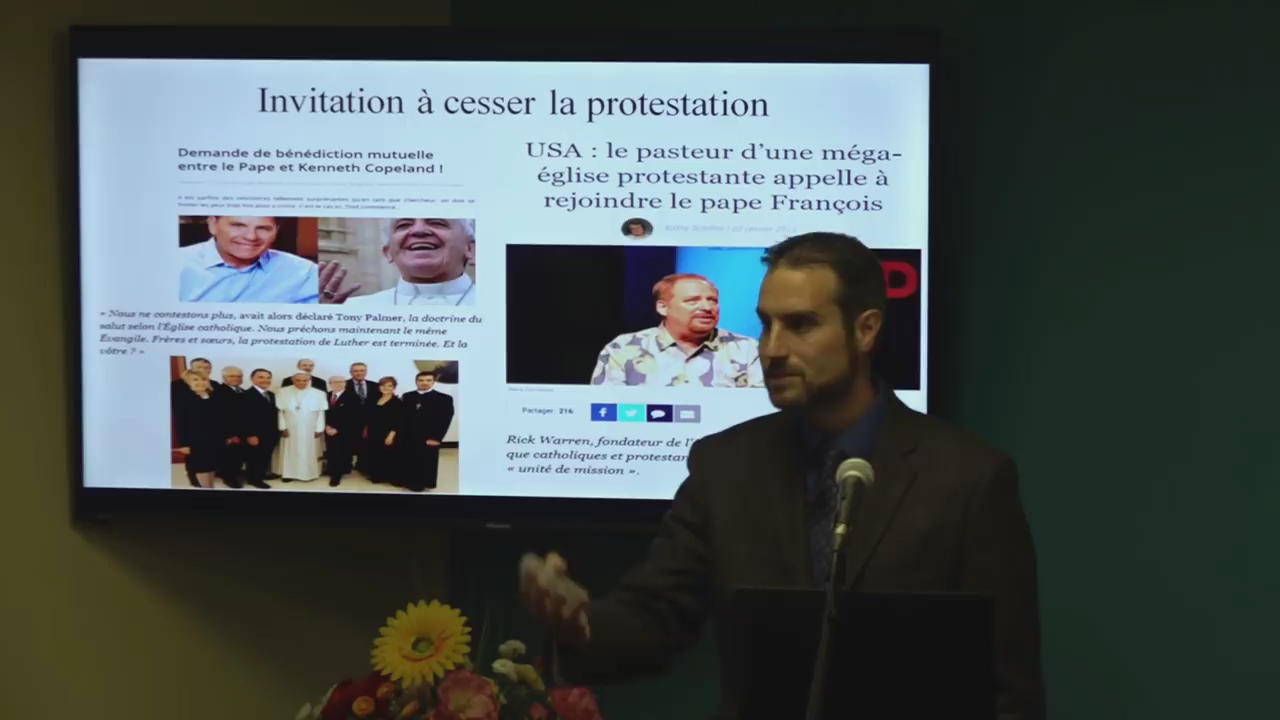 Invitation à cesser la protestation
Demande de bénédiction mutuelle
entre le Pape et Kenneth Copeland !
« Nous ne contestons plus, avait alors déclaré Tony Palmer, la doctrine du
salut selon l'Église catholique. Nous prêchons maintenant le même
Évangile. Frères et sœurs, la protestation de Luther est terminée. Et la
vôtre ? »
USA : le pasteur d'une méga-
église protestante appelle à
rejoindre le pape François
D
Partager 216
Rick Warren, fondateur de l'
que catholiques et protestan
« unité de mission ».